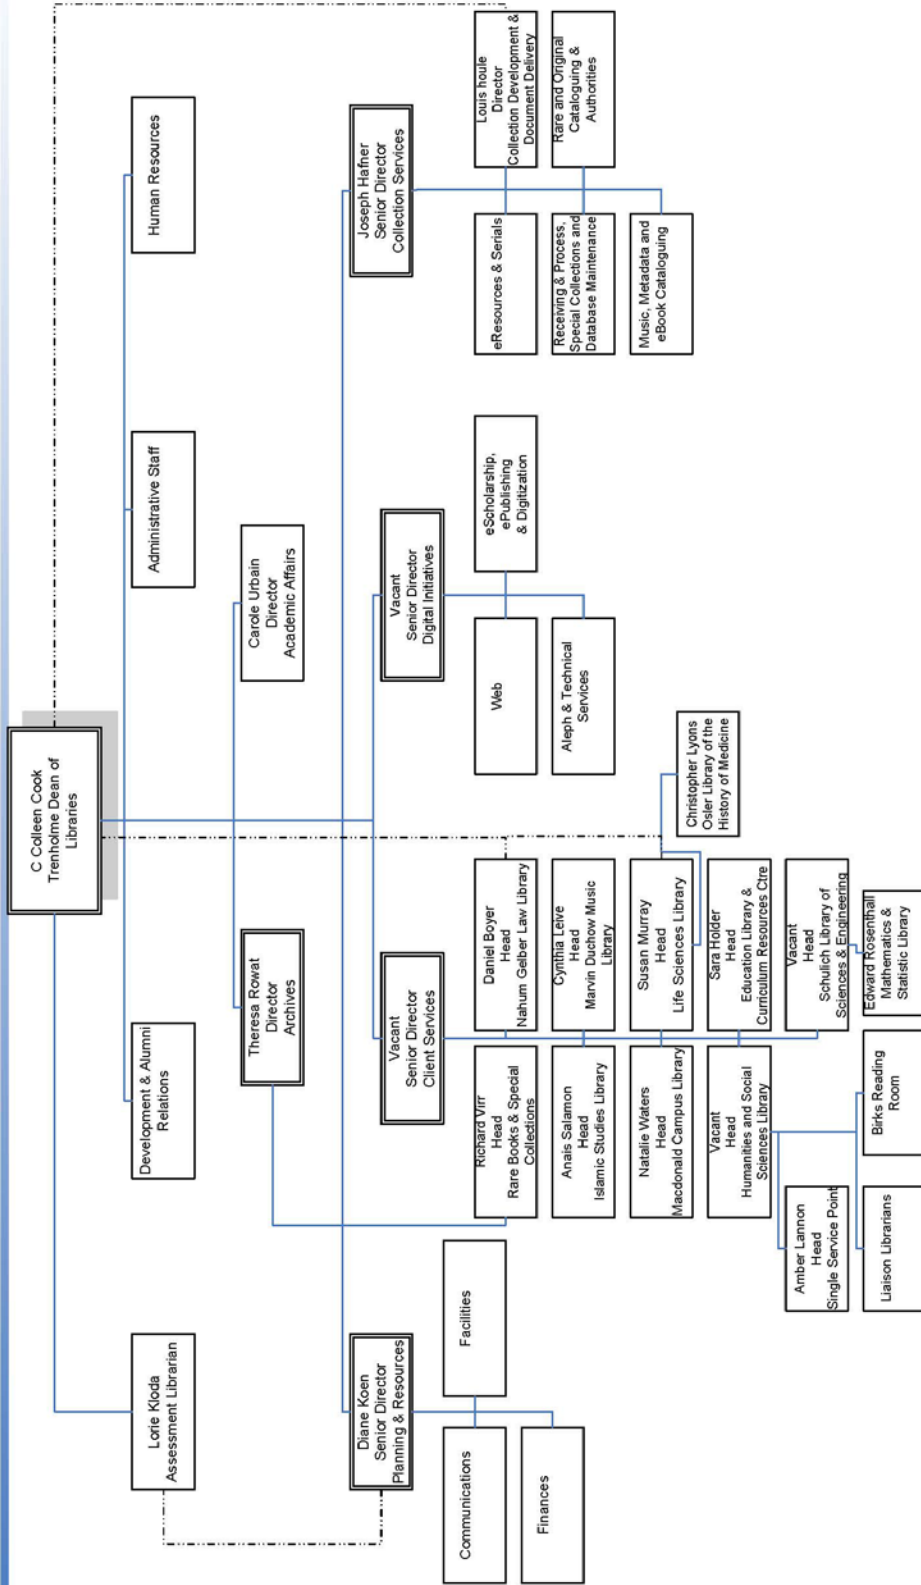 C Colleen Cook
Trenholme Dean of
Libraries
Lorie Kloda
Assessment Librarian
Development & Alumni
Relations
Administrative Staff
Human Resources
Theresa Rowat
Director
Archives
Carole Urbain
Director
Academic Affairs
Diane Koen
Senior Director
Planning & Resources
Vacant
Senior Director
Client Services
Vacant
Senior Director
Digital Initiatives
Joseph Hafner
Senior Director
Collection Services
Communications
Facilities
Finances
Richard Virr
Head
Rare Books & Special
Collections
Daniel Boyer
Head
Nahum Gelber Law Library
Anais Salamon
Head
Islamic Studies Library
Cynthia Leive
Head
Marvin Duchow Music
Library
Natalie Waters
Head
Macdonald Campus Library
Susan Murray
Head
Life Sciences Library
Christopher Lyons
Osler Library of the
History of Medicine
Vacant
Head
Humanities and Social
Sciences Library
Sara Holder
Head
Education Library &
Curriculum Resources Ctre
Vacant
Head
Schulich Library of
Sciences & Engineering
Amber Lannon
Head
Single Service Point
Liaison Librarians
Birks Reading
Room
Edward Rosenthall
Mathematics &
Statistic Library
Web
eScholarship,
ePublishing
& Digitization
Aleph & Technical
Services
eResources & Serials
Louis houle
Director
Collection Development &
Document Delivery
Receiving & Process,
Special Collections and
Database Maintenance
Rare and Original
Cataloguing &
Authorities
Music, Metadata and
eBook Cataloguing